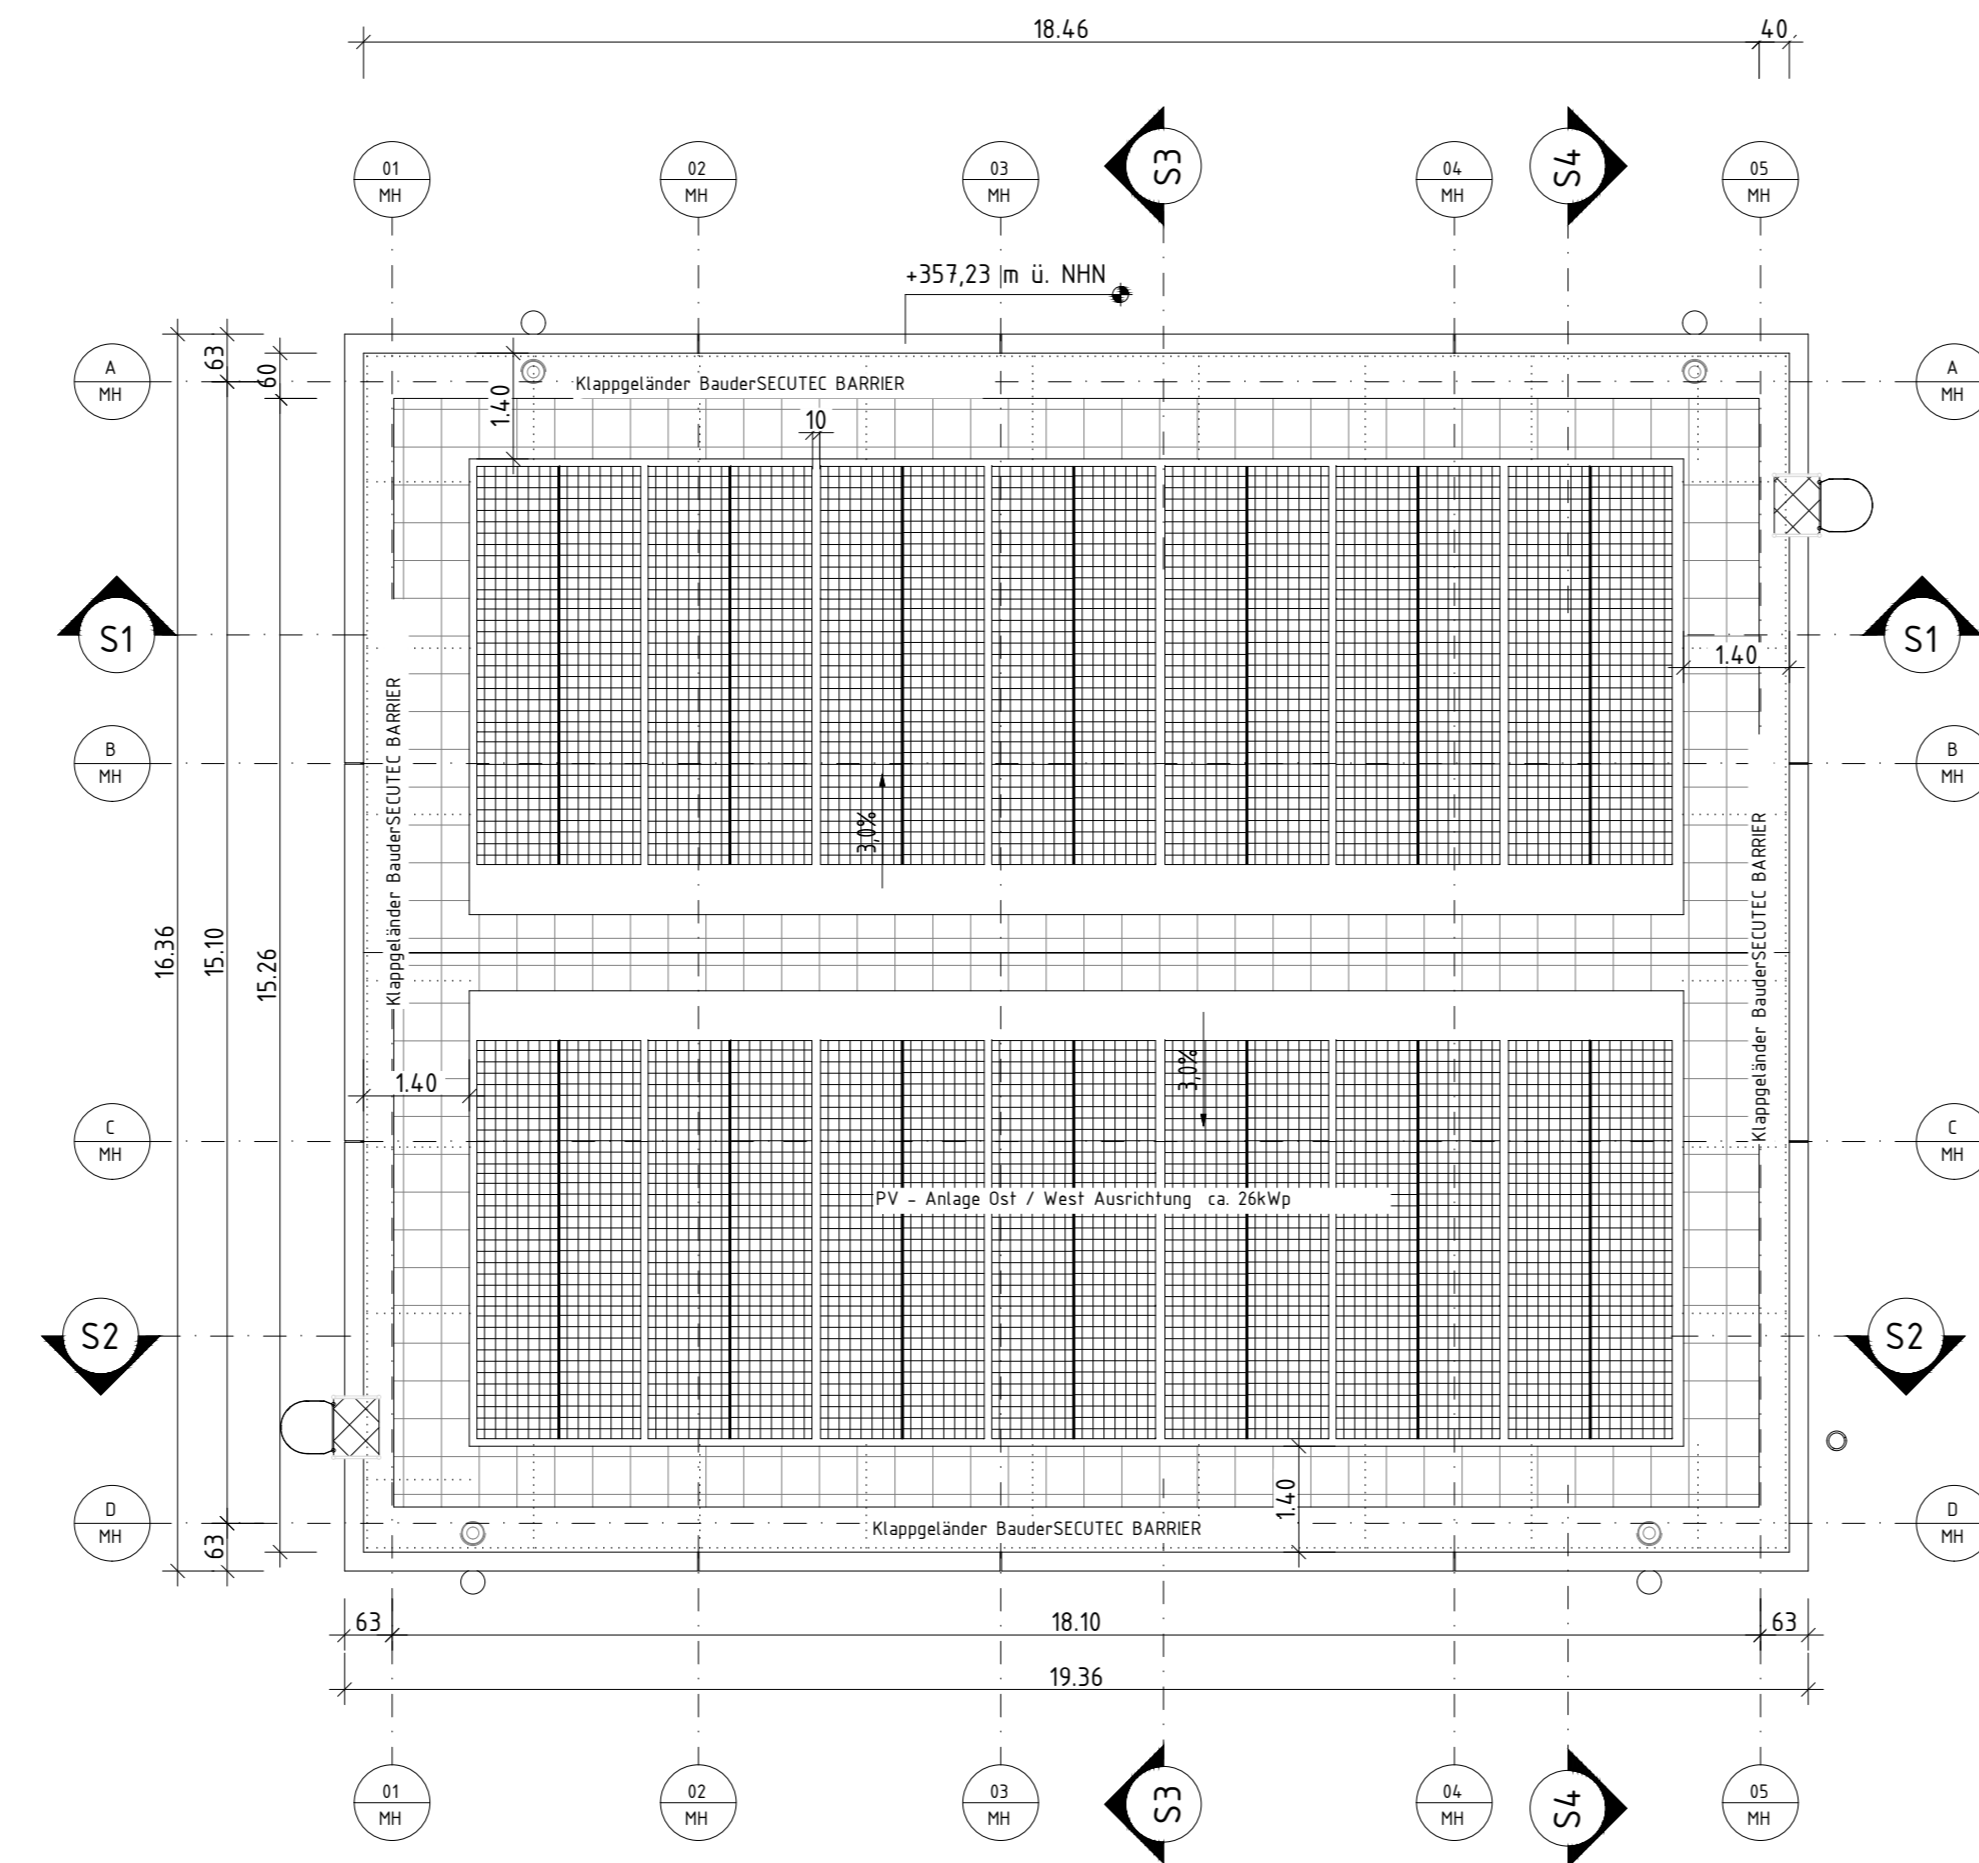 18.46
40
01
MH
02
MH
03
MH
S3
04
MH
S4
05
MH
+357,23 m ü. NHN
A
MH
63
60
1.40
Klappgeländer BauderSECUTEC BARRIER
10
A
MH
S1
S1
1.40
Klappgeländer BauderSECUTEC BARRIER
B
MH
B
MH
3,0%
Klappgeländer BauderSECUTEC BARRIER
16.36
15.10
15.26
1.40
3,0%
C
MH
C
MH
PV - Anlage Ost / West Ausrichtung ca. 26kWp
S2
S2
1.40
D
MH
63
Klappgeländer BauderSECUTEC BARRIER
D
MH
63
18.10
63
19.36
01
MH
02
MH
03
MH
S3
04
MH
S4
05
MH